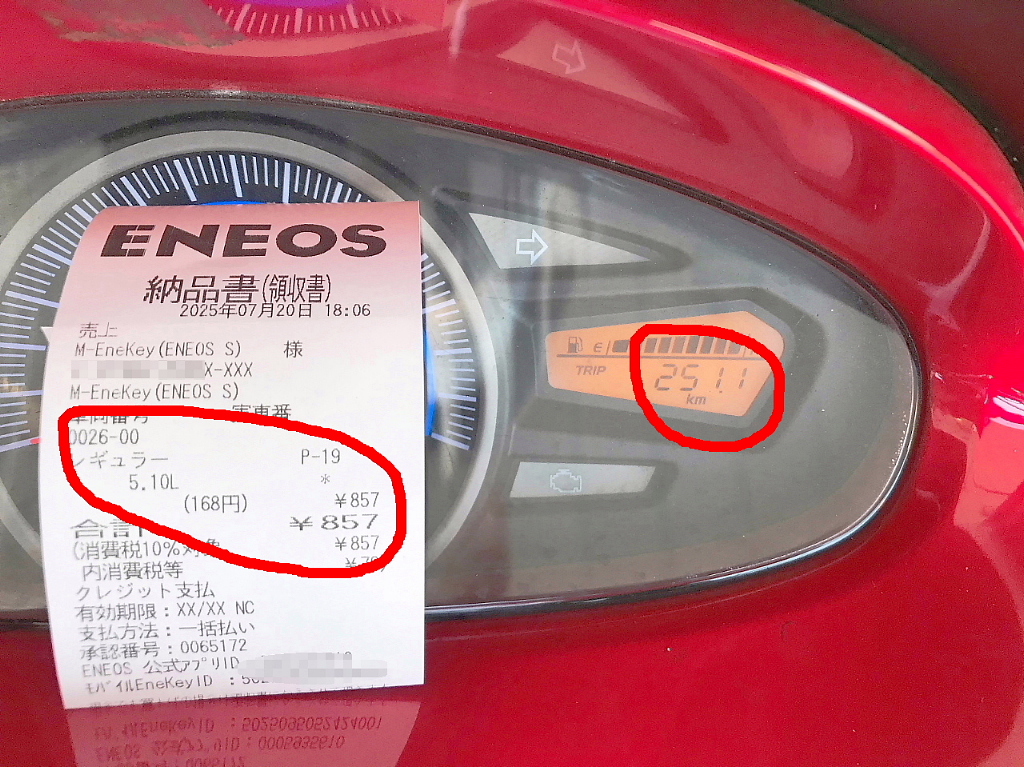 ENEOS
納品書(領収書)
2025年07月20日 18:06
売上
M-EneKey(ENEOS S) 様
X-XXX
M-EneKey(ENEOS S)
車両番号 実車番
0026-00
レギュラー P-19
5.10L *
(168円) ¥857
合計 ¥857
(消費税10%対象 ¥857
内消費税等
クレジット支払
有効期限:XX/XX NC
支払方法:一括払い
承認番号:0065172
ENEOS 公式アプリID
モバイルEneKeyID :502
E
TRIP 251.1
km